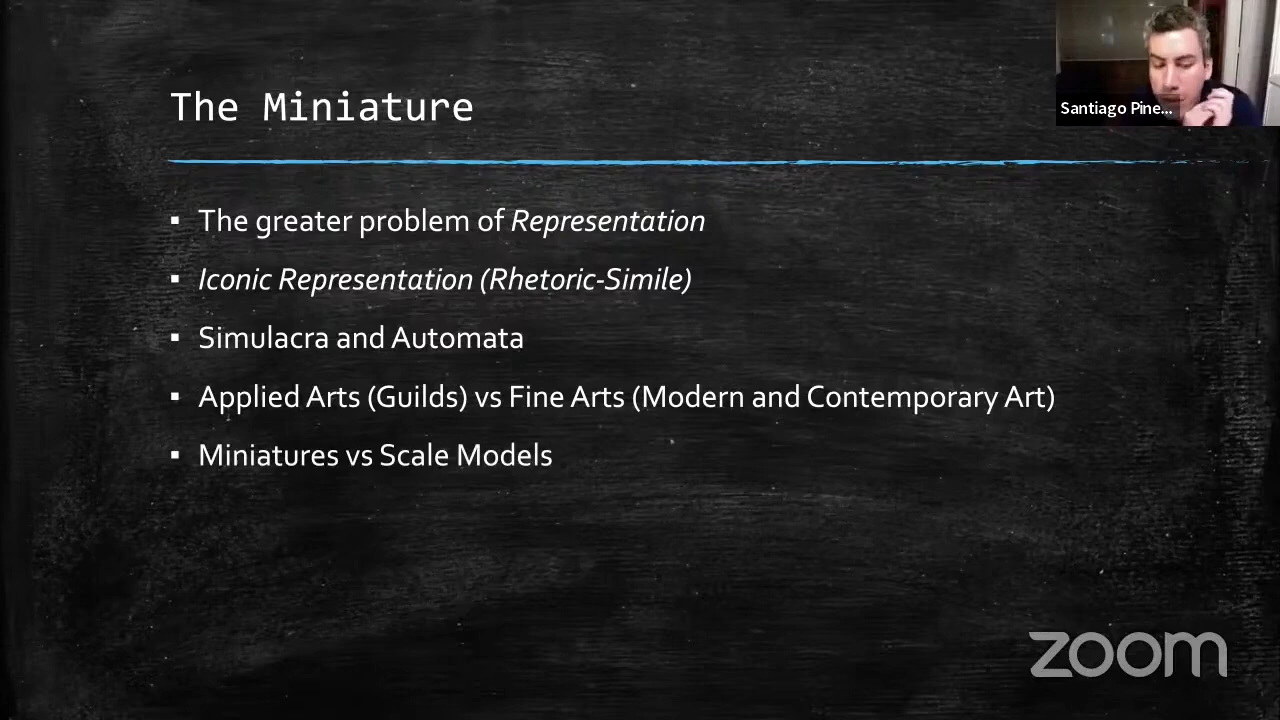 The Miniature
Santiago Pine...
▪ The greater problem of Representation
▪ Iconic Representation (Rhetoric-Simile)
▪ Simulacra and Automata
▪ Applied Arts (Guilds) vs Fine Arts (Modern and Contemporary Art)
▪ Miniatures vs Scale Models
zoom